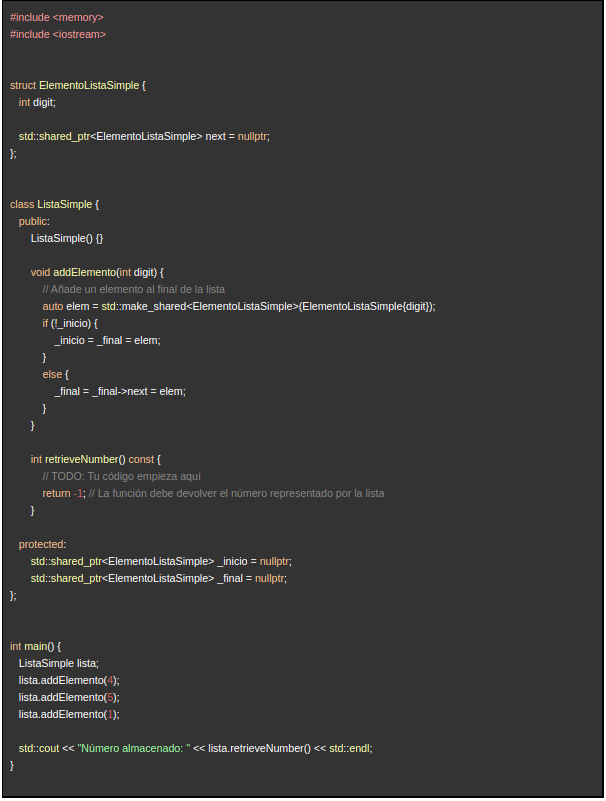 #include <memory>
#include <iostream>
struct ElementoListaSimple {
int digit;
std::shared_ptr<ElementoListaSimple> next = nullptr;
};
class ListaSimple {
public:
ListaSimple() {}
void addElemento(int digit) {
// Añade un elemento al final de la lista
auto elem = std::make_shared<ElementoListaSimple>(ElementoListaSimple{digit});
if (!_inicio) {
_inicio = _final = elem;
}
else {
_final = _final->next = elem;
}
}
int retrieveNumber() const {
// TODO: Tu código empieza aquí
return -1; // La función debe devolver el número representado por la lista
}
protected:
std::shared_ptr<ElementoListaSimple> _inicio = nullptr;
std::shared_ptr<ElementoListaSimple> _final = nullptr;
};
int main() {
ListaSimple lista;
lista.addElemento(4);
lista.addElemento(5);
lista.addElemento(1);
std::cout << "Número almacenado: " << lista.retrieveNumber() << std::endl;
}